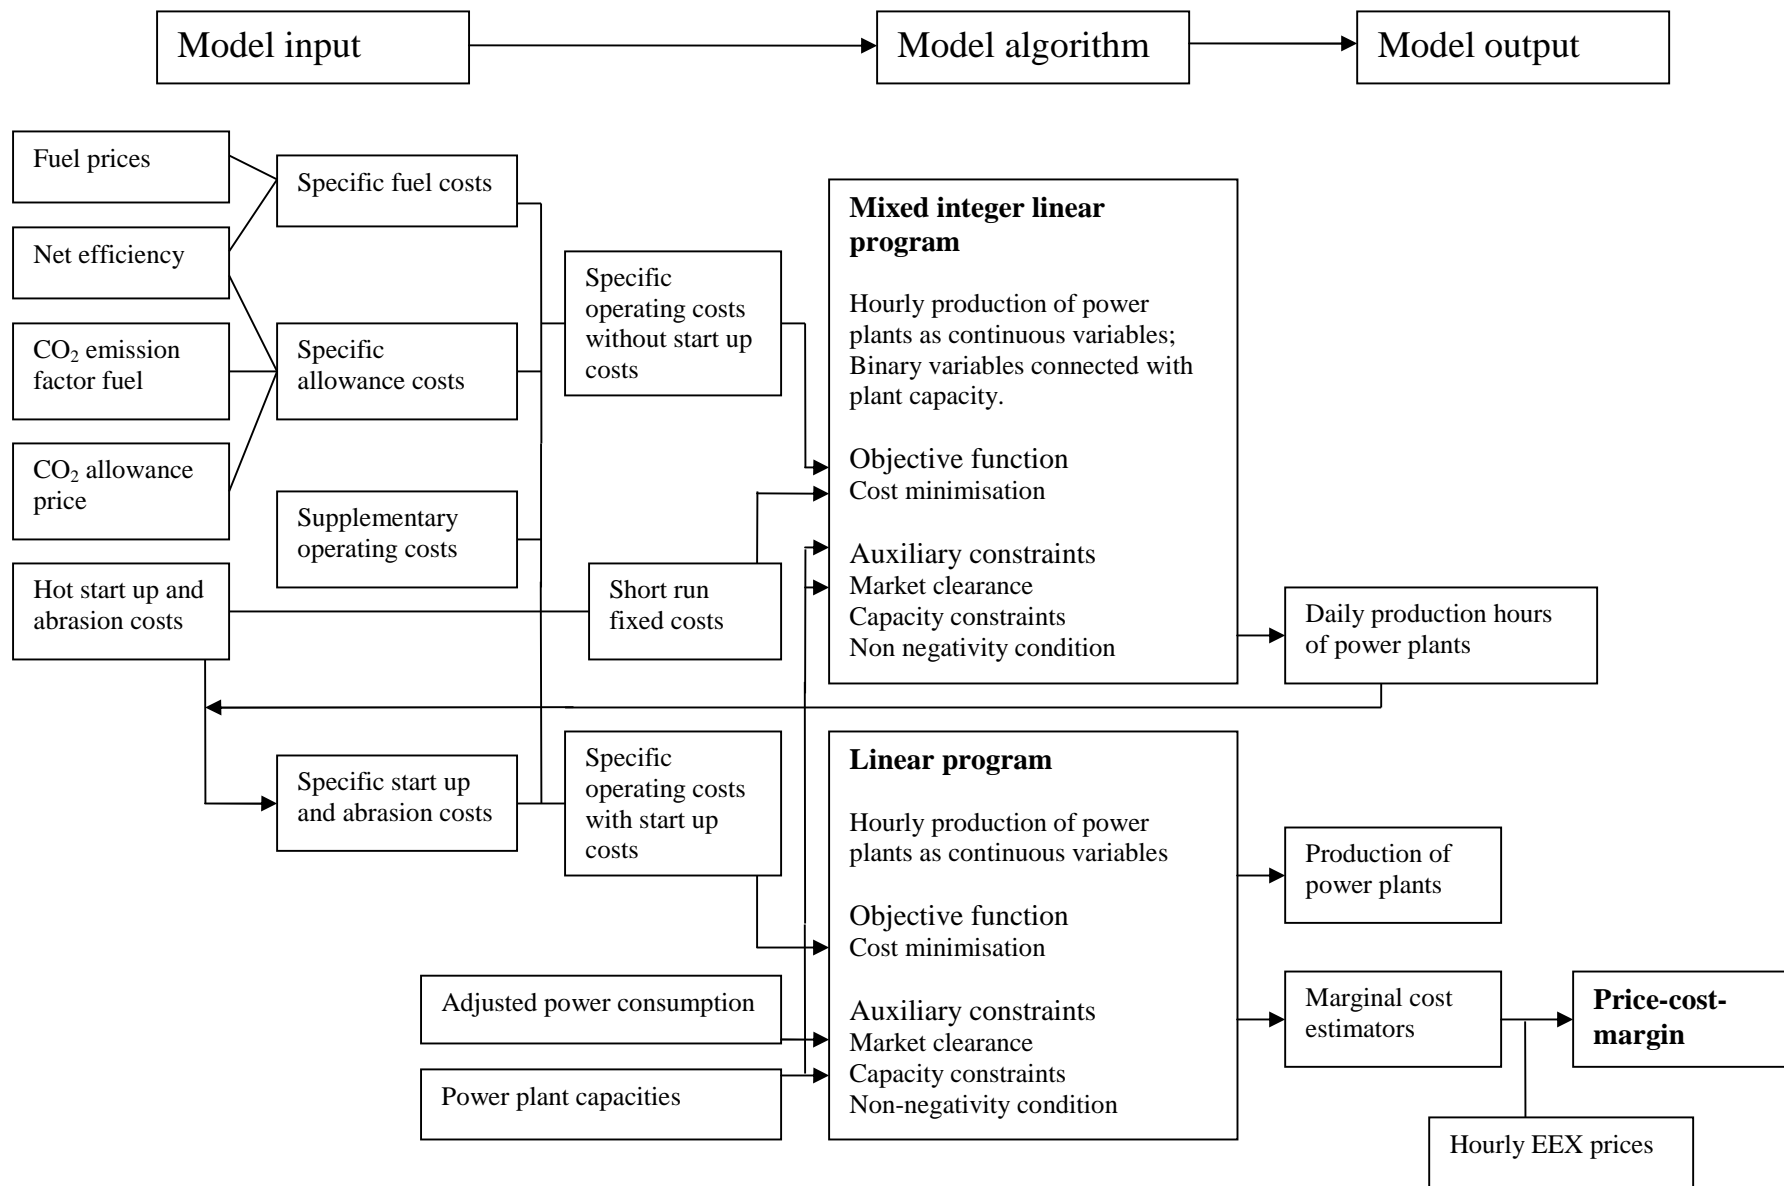 Model input
Model algorithm
Model output
Fuel prices
Net efficiency
CO₂ emission
factor fuel
CO₂ allowance
price
Hot start up and
abrasion costs
Specific fuel costs
Specific
allowance costs
Supplementary
operating costs
Specific start up
and abrasion costs
Specific
operating costs
without start up
costs
Short run
fixed costs
Specific
operating costs
with start up
costs
Adjusted power consumption
Power plant capacities
Mixed integer linear
program
Hourly production of power
plants as continuous variables;
Binary variables connected with
plant capacity.
Objective function
Cost minimisation
Auxiliary constraints
Market clearance
Capacity constraints
Non negativity condition
Linear program
Hourly production of power
plants as continuous variables
Objective function
Cost minimisation
Auxiliary constraints
Market clearance
Capacity constraints
Non-negativity condition
Daily production hours
of power plants
Production of
power plants
Marginal cost
estimators
Price-cost-
margin
Hourly EEX prices